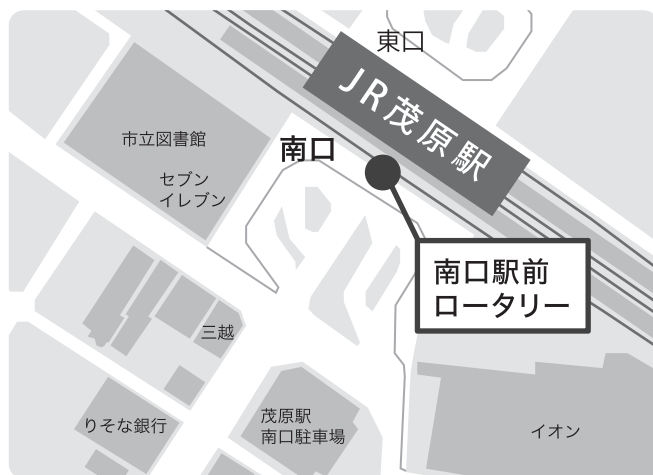 東口
JR茂原駅
市立図書館
南口
セブン
イレブン
南口駅前
ロータリー
三越
りそな銀行
茂原駅
南口駐車場
イオン